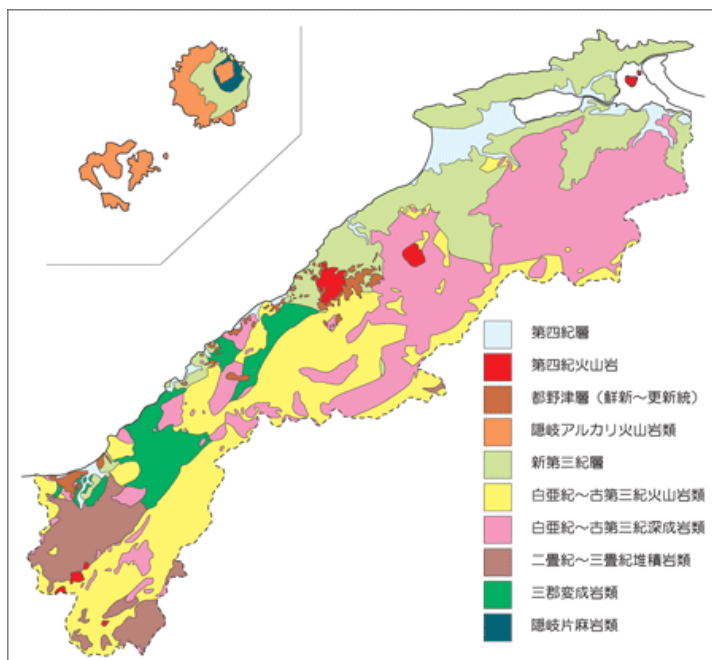 第四紀層
第四紀火山岩
都野津層（鮮新～更新統）
隠岐アルカリ火山岩類
新第三紀層
白亜紀～古第三紀火山岩類
白亜紀～古第三紀深成岩類
二畳紀～三畳紀堆積岩類
三郡変成岩類
隠岐片麻岩類